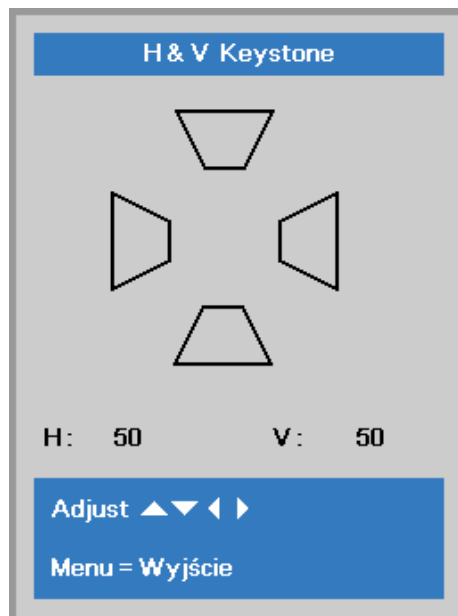 H & V Keystone
H: 50 V: 50
Adjust ▲▼◀▶
Menu = Wyjście